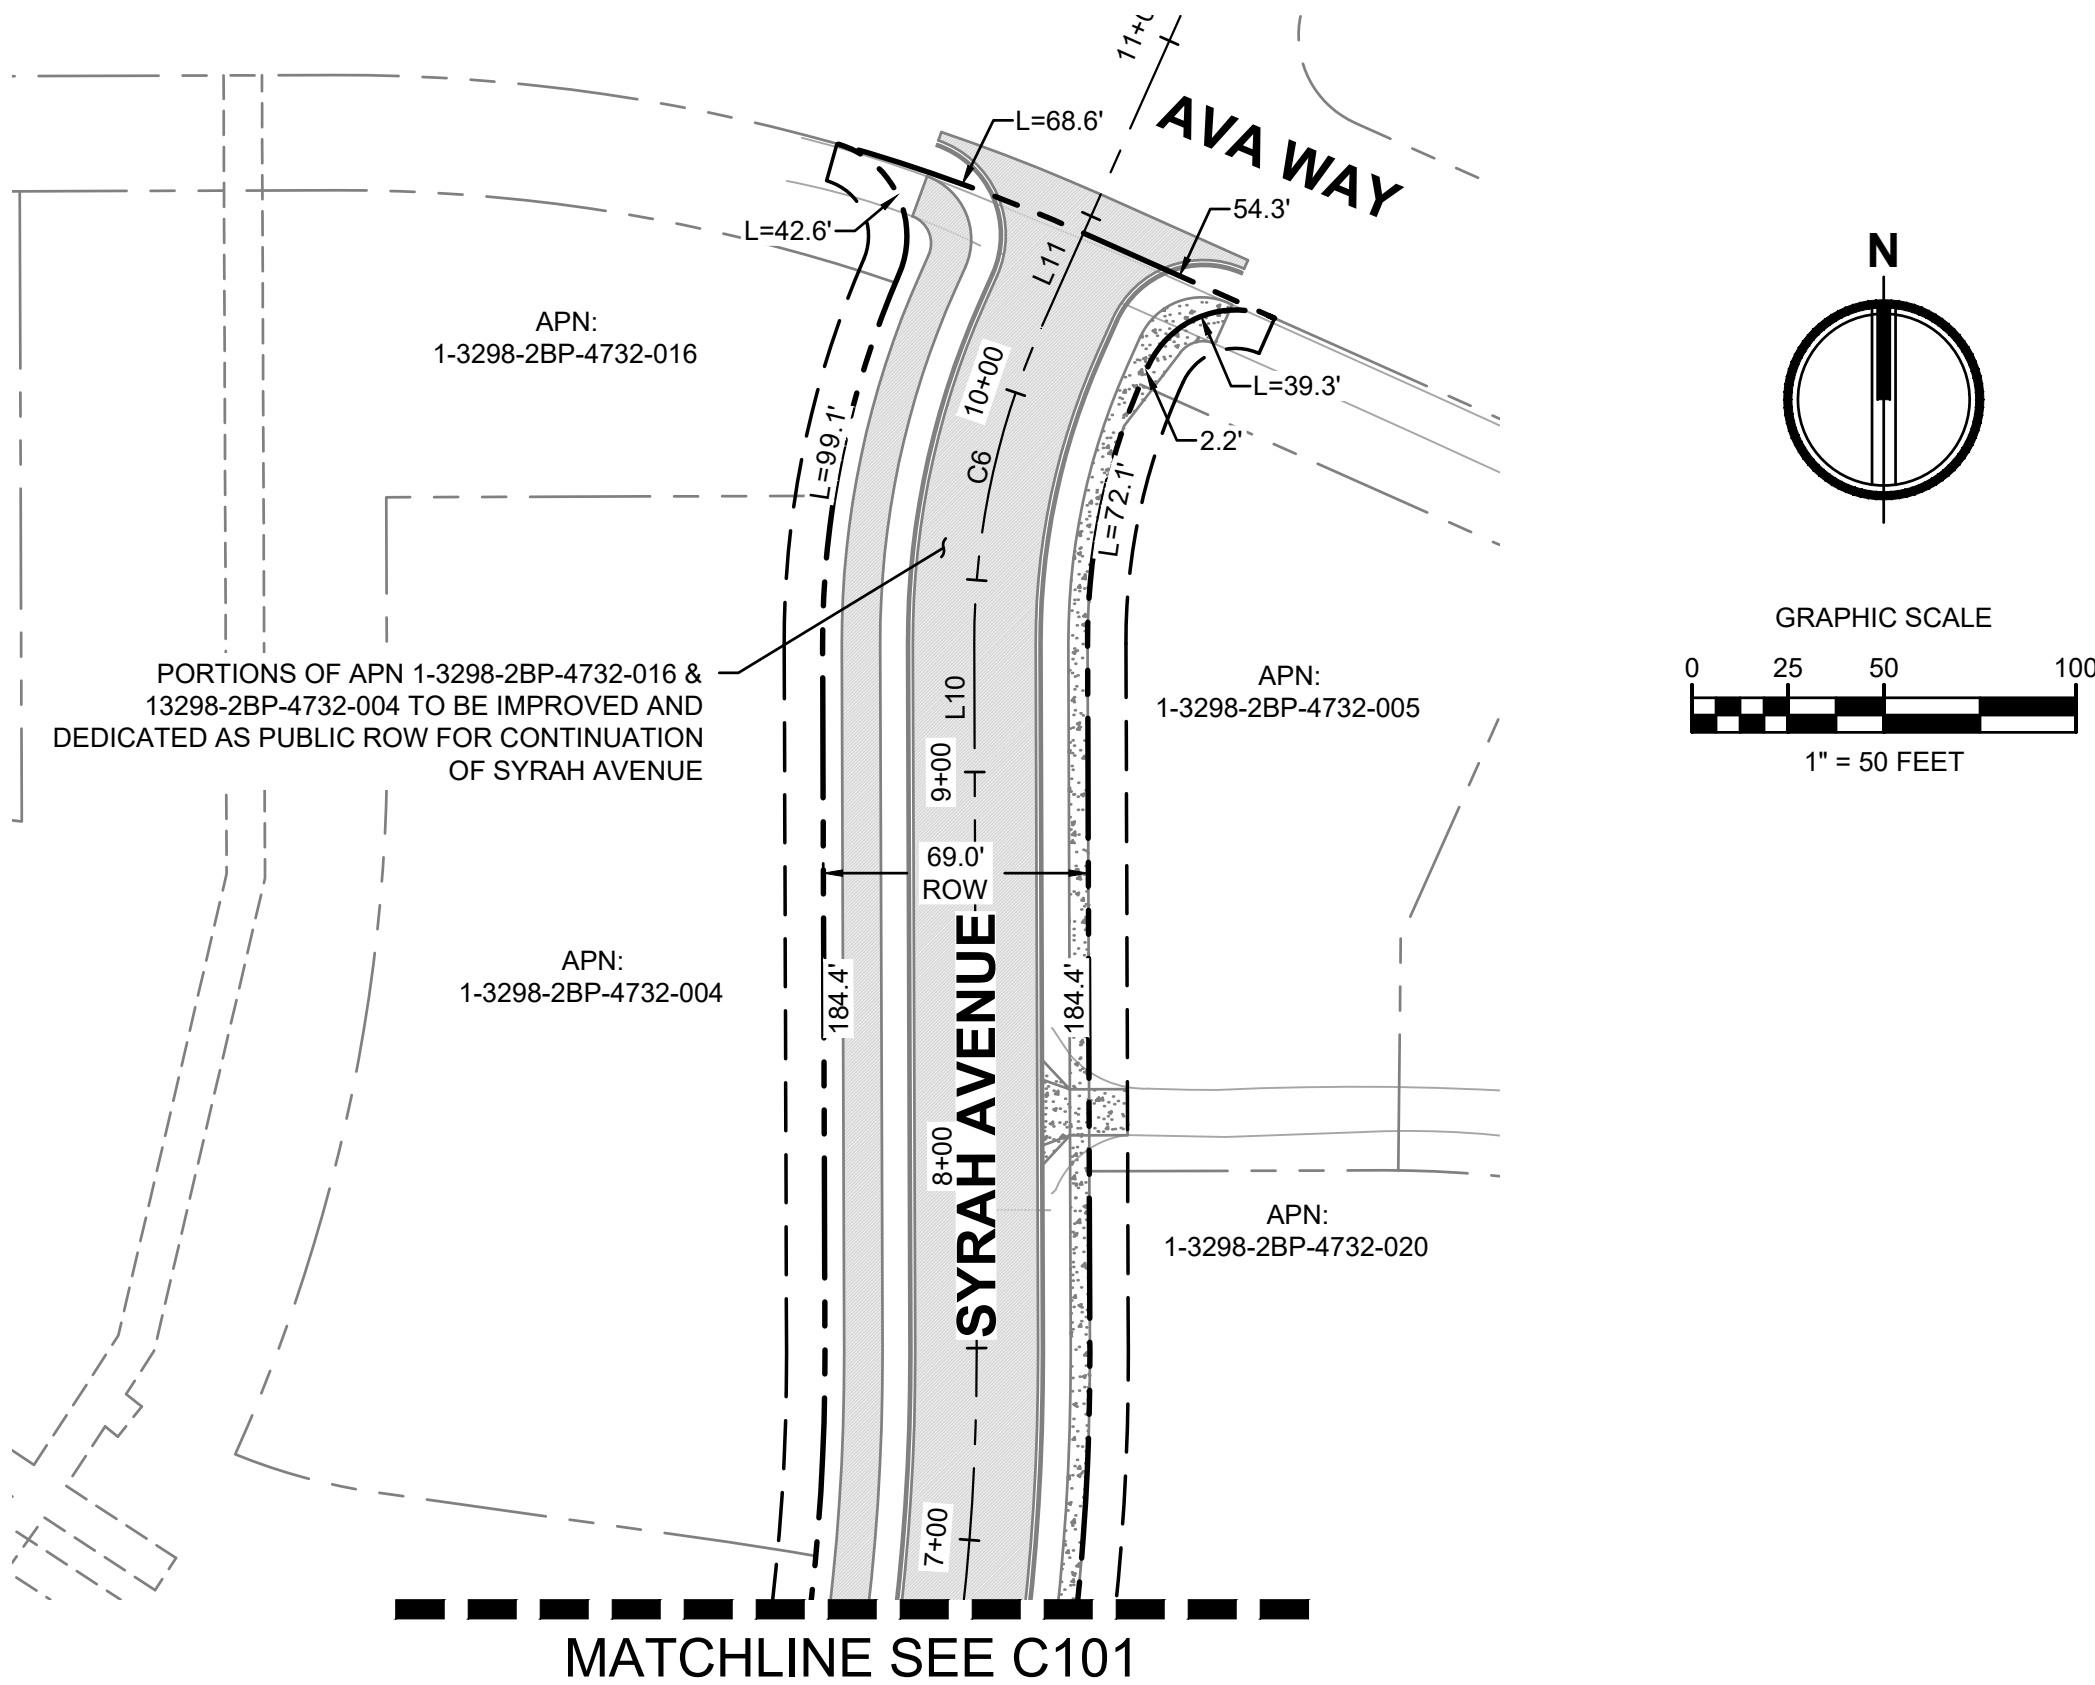 11+0
AVA WAY
L=68.6'
54.3'
L=42.6'
L11
N
APN:
1-3298-2BP-4732-016
10+00
L=39.3'
2.2'
L=99.1'
C6
L=72.1'
GRAPHIC SCALE
0 25 50 100
1" = 50 FEET
PORTIONS OF APN 1-3298-2BP-4732-016 &
13298-2BP-4732-004 TO BE IMPROVED AND
DEDICATED AS PUBLIC ROW FOR CONTINUATION
OF SYRAH AVENUE
L10
APN:
1-3298-2BP-4732-005
9+00
69.0'
ROW
APN:
1-3298-2BP-4732-004
184.4'
SYRAH AVENUE
184.4'
8+00
APN:
1-3298-2BP-4732-020
7+00
MATCHLINE SEE C101